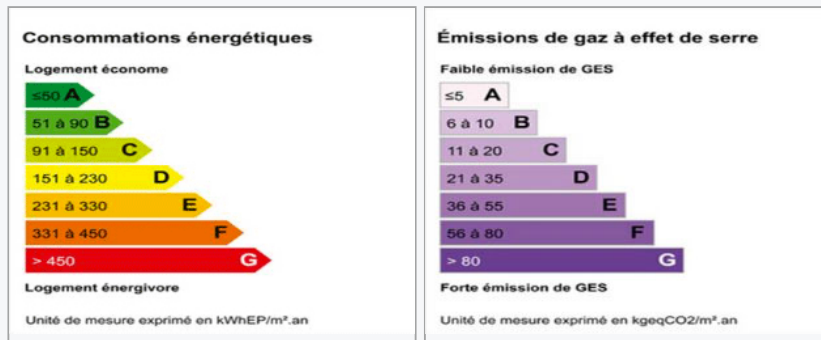 Consommations énergétiques
Logement économe
≤50 A
51 à 90 B
91 à 150 C
151 à 230 D
231 à 330 E
331 à 450 F
> 450 G
Logement énergivore
Unité de mesure exprimé en kWhEP/m².an
Émissions de gaz à effet de serre
Faible émission de GES
≤5 A
6 à 10 B
11 à 20 C
21 à 35 D
36 à 55 E
56 à 80 F
> 80 G
Forte émission de GES
Unité de mesure exprimé en kgeqCO2/m².an